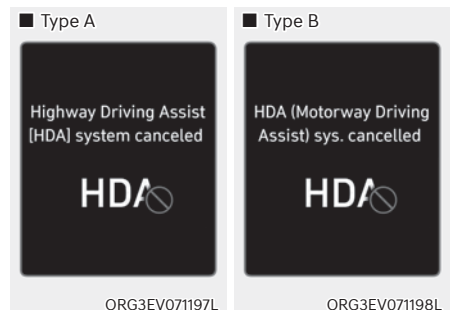 ■ Type A
Highway Driving Assist
[HDA] system canceled
HDA
ORG3EV071197L
■ Type B
HDA (Motorway Driving
Assist) sys. cancelled
HDA
ORG3EV071198L